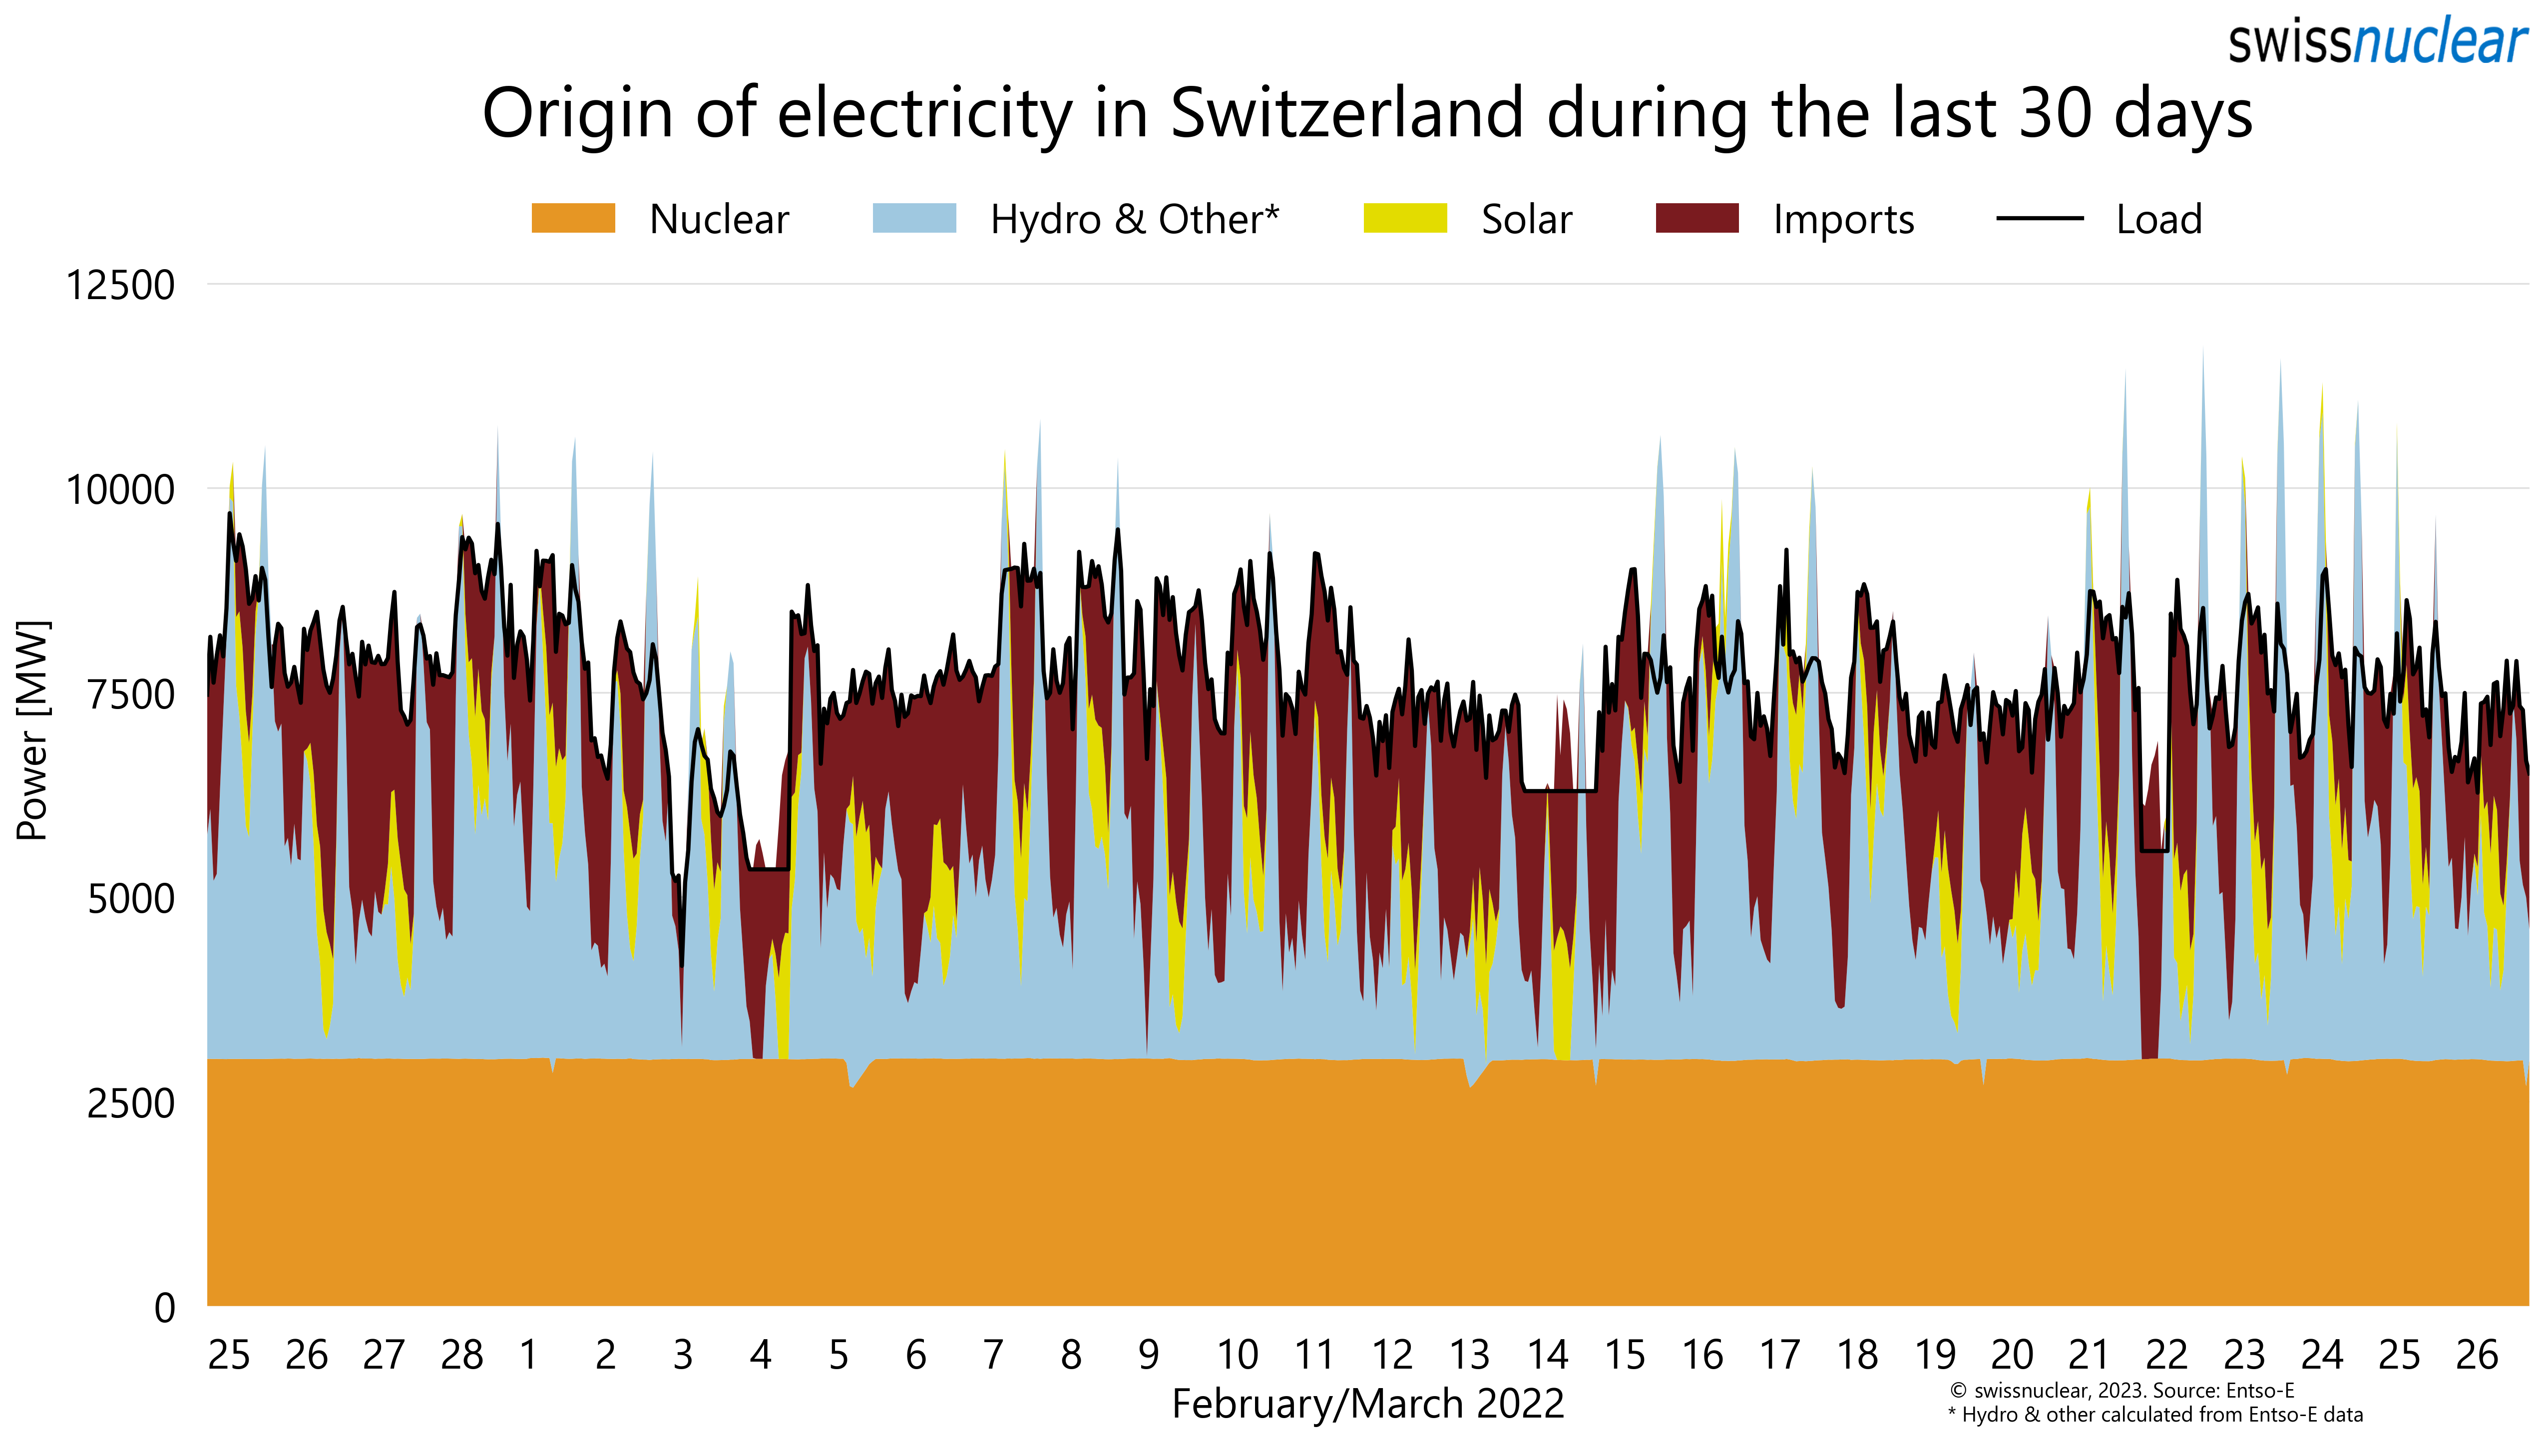 swissnuclear
Origin of electricity in Switzerland during the last 30 days
Nuclear Hydro & Other* Solar Imports Load
12500
10000
7500
5000
2500
0
Power [MW]
25 26 27 28 1 2 3 4 5 6 7 8 9 10 11 12 13 14 15 16 17 18 19 20 21 22 23 24 25 26
February/March 2022
© swissnuclear, 2023. Source: Entso-E
* Hydro & other calculated from Entso-E data